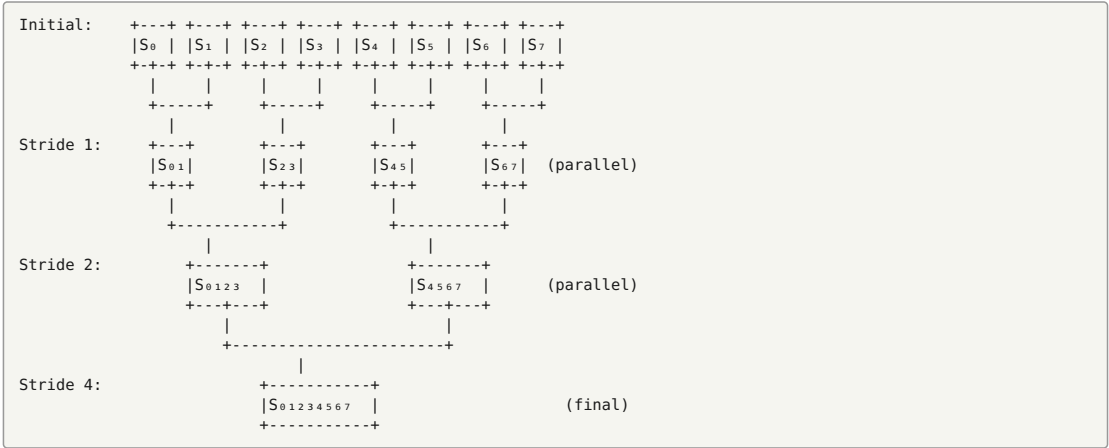 Initial:    +---+ +---+ +---+ +---+ +---+ +---+ +---+ +---+
            |S₀ | |S₁ | |S₂ | |S₃ | |S₄ | |S₅ | |S₆ | |S₇ |
            +-+-+ +-+-+ +-+-+ +-+-+ +-+-+ +-+-+ +-+-+ +-+-+
              |     |     |     |     |     |     |     |
              +-----+     +-----+     +-----+     +-----+
                |           |           |           |
Stride 1:     +---+       +---+       +---+       +---+
              |S₀₁|       |S₂₃|       |S₄₅|       |S₆₇|  (parallel)
              +-+-+       +-+-+       +-+-+       +-+-+
                |           |           |           |
                +-----------+           +-----------+
                    |                       |
Stride 2:         +-------+               +-------+
                  |S₀₁₂₃  |               |S₄₅₆₇  |      (parallel)
                  +---+---+               +---+---+
                      |                       |
                      +-----------------------+
                              |
Stride 4:                 +-----------+
                          |S₀₁₂₃₄₅₆₇  |                    (final)
                          +-----------+